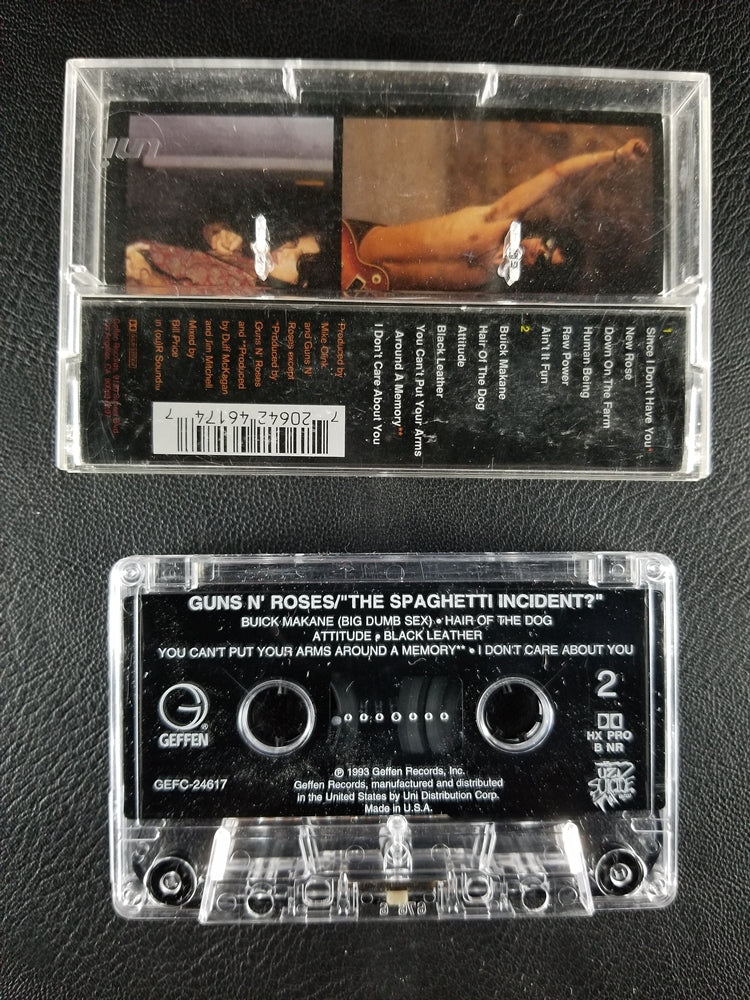 uni
1
Since I Don't Have You*
New Rose
Down On The Farm
Human Being
Raw Power
Ain't It Fun
2
Buick Makane
Hair Of The Dog
Attitude
Black Leather
You Can't Put Your Arms
Around A Memory**
I Don't Care About You
Produced by
Mike Clink
and Guns N'
Roses except
*Produced by
Guns N' Roses
and **Produced
by Duff McKagan
and Jim Mitchell
Mixed by
Bill Price
7 20642 46174 7
GUNS N' ROSES/"THE SPAGHETTI INCIDENT?"
BUICK MAKANE (BIG DUMB SEX) • HAIR OF THE DOG
ATTITUDE • BLACK LEATHER
YOU CAN'T PUT YOUR ARMS AROUND A MEMORY** • I DON'T CARE ABOUT YOU
G
®
GEFFEN
2
HX PRO
B NR
GEFC-24617
℗ 1993 Geffen Records, Inc.
Geffen Records, manufactured and distributed
in the United States by Uni Distribution Corp.
Made in U.S.A.
UZI
SUICIDE